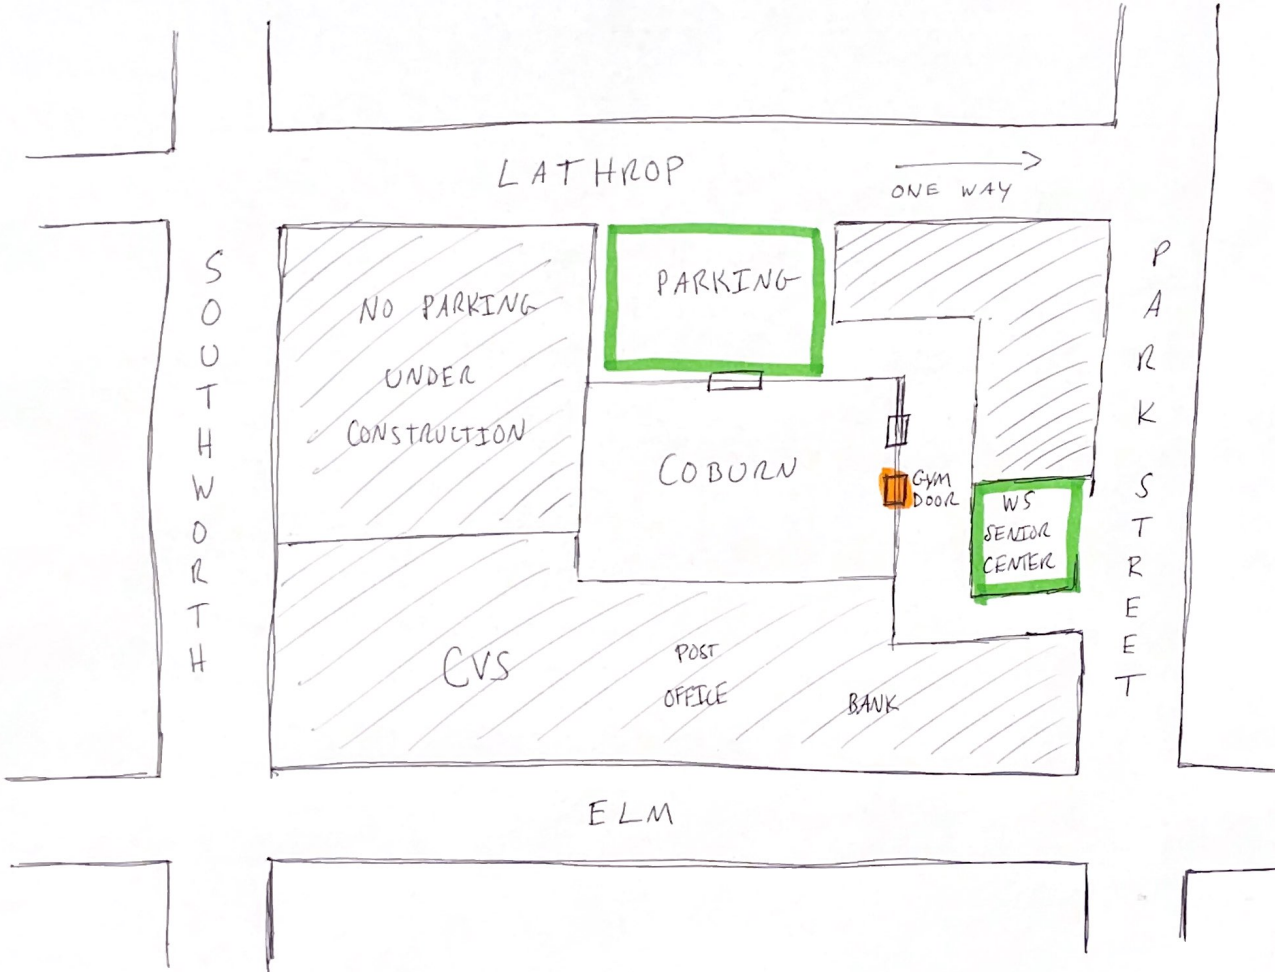 LATHROP
ONE WAY
SOUTHWORTH
PARK STREET
NO PARKING
UNDER
CONSTRUCTION
PARKING
COBURN
GYM
DOOR
WS
SENIOR
CENTER
CVS
POST
OFFICE
BANK
ELM